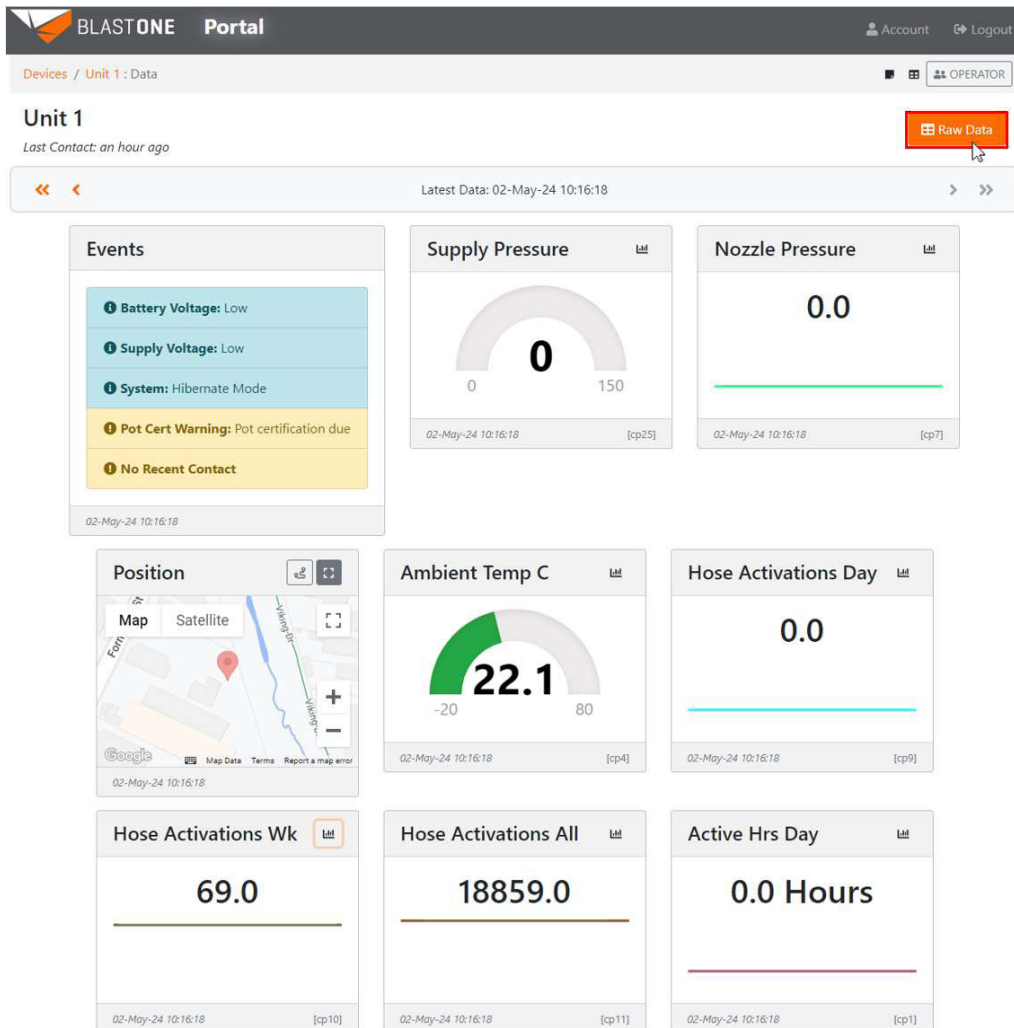 BLASTONE Portal
Account Logout
Devices / Unit 1 : Data
OPERATOR
Unit 1
Last Contact: an hour ago
Raw Data
Latest Data: 02-May-24 10:16:18
Events
Battery Voltage: Low
Supply Voltage: Low
System: Hibernate Mode
Pot Cert Warning: Pot certification due
No Recent Contact
02-May-24 10:16:18
Supply Pressure
0
0 150
02-May-24 10:16:18 [cp25]
Nozzle Pressure
0.0
02-May-24 10:16:18 [cp7]
Position
Map Satellite
Viking-Dr
Google
Map Data Terms Report a map error
02-May-24 10:16:18
Ambient Temp C
22.1
-20 80
02-May-24 10:16:18 [cp4]
Hose Activations Day
0.0
02-May-24 10:16:18 [cp9]
Hose Activations Wk
69.0
02-May-24 10:16:18 [cp10]
Hose Activations All
18859.0
02-May-24 10:16:18 [cp11]
Active Hrs Day
0.0 Hours
02-May-24 10:16:18 [cp1]